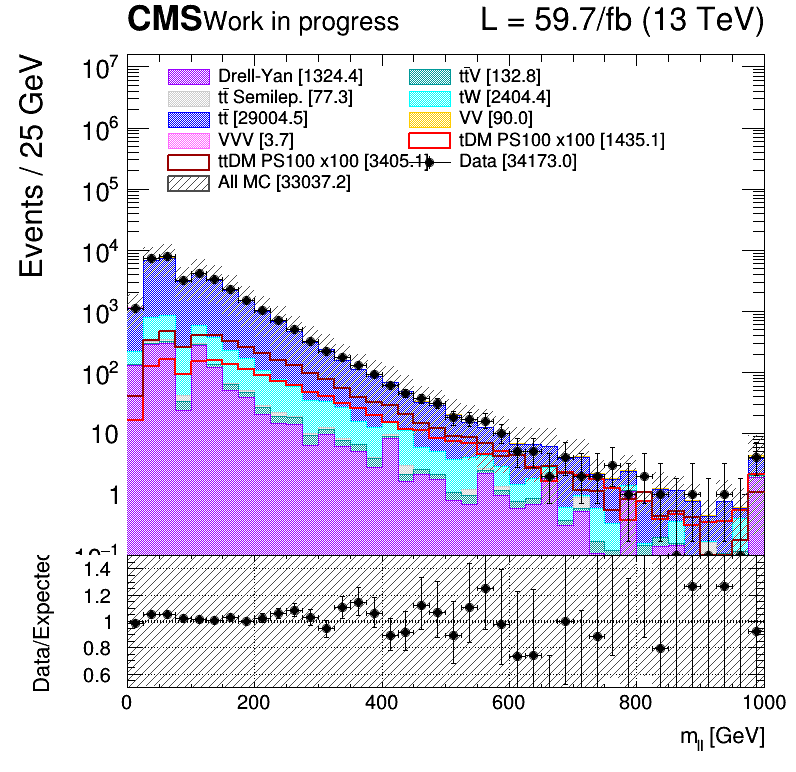 CMS Work in progress L = 59.7/fb (13 TeV)
Events / 25 GeV
10⁷
10⁶
10⁵
10⁴
10³
10²
10
1
10⁻¹
Drell-Yan [1324.4] tt̄V [132.8]
tt̄ Semilep. [77.3] tW [2404.4]
tt̄ [29004.5] VV [90.0]
VVV [3.7] tDM PS100 x100 [1435.1]
ttDM PS100 x100 [3405.1] Data [34173.0]
All MC [33037.2]
Data/Expected
1.4
1.2
1
0.8
0.6
0 200 400 600 800 1000
m_ll [GeV]